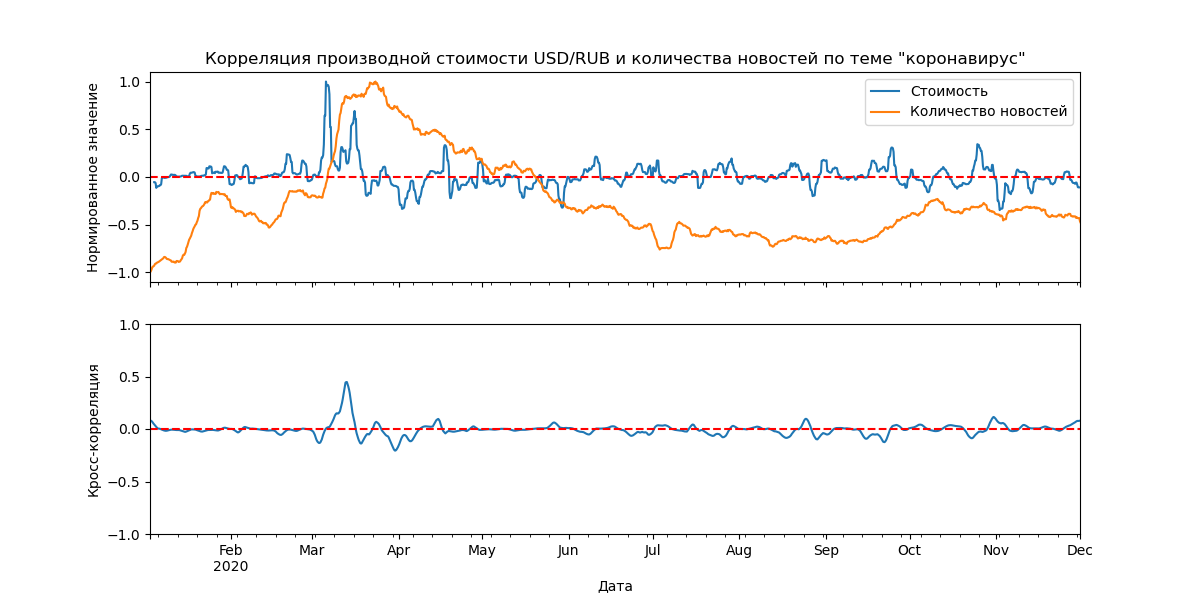 Корреляция производной стоимости USD/RUB и количества новостей по теме "коронавирус"
Нормированное значение
1.0
0.5
0.0
−0.5
−1.0
Стоимость
Количество новостей
Кросс-корреляция
1.0
0.5
0.0
−0.5
−1.0
Feb Mar Apr May Jun Jul Aug Sep Oct Nov Dec
2020
Дата